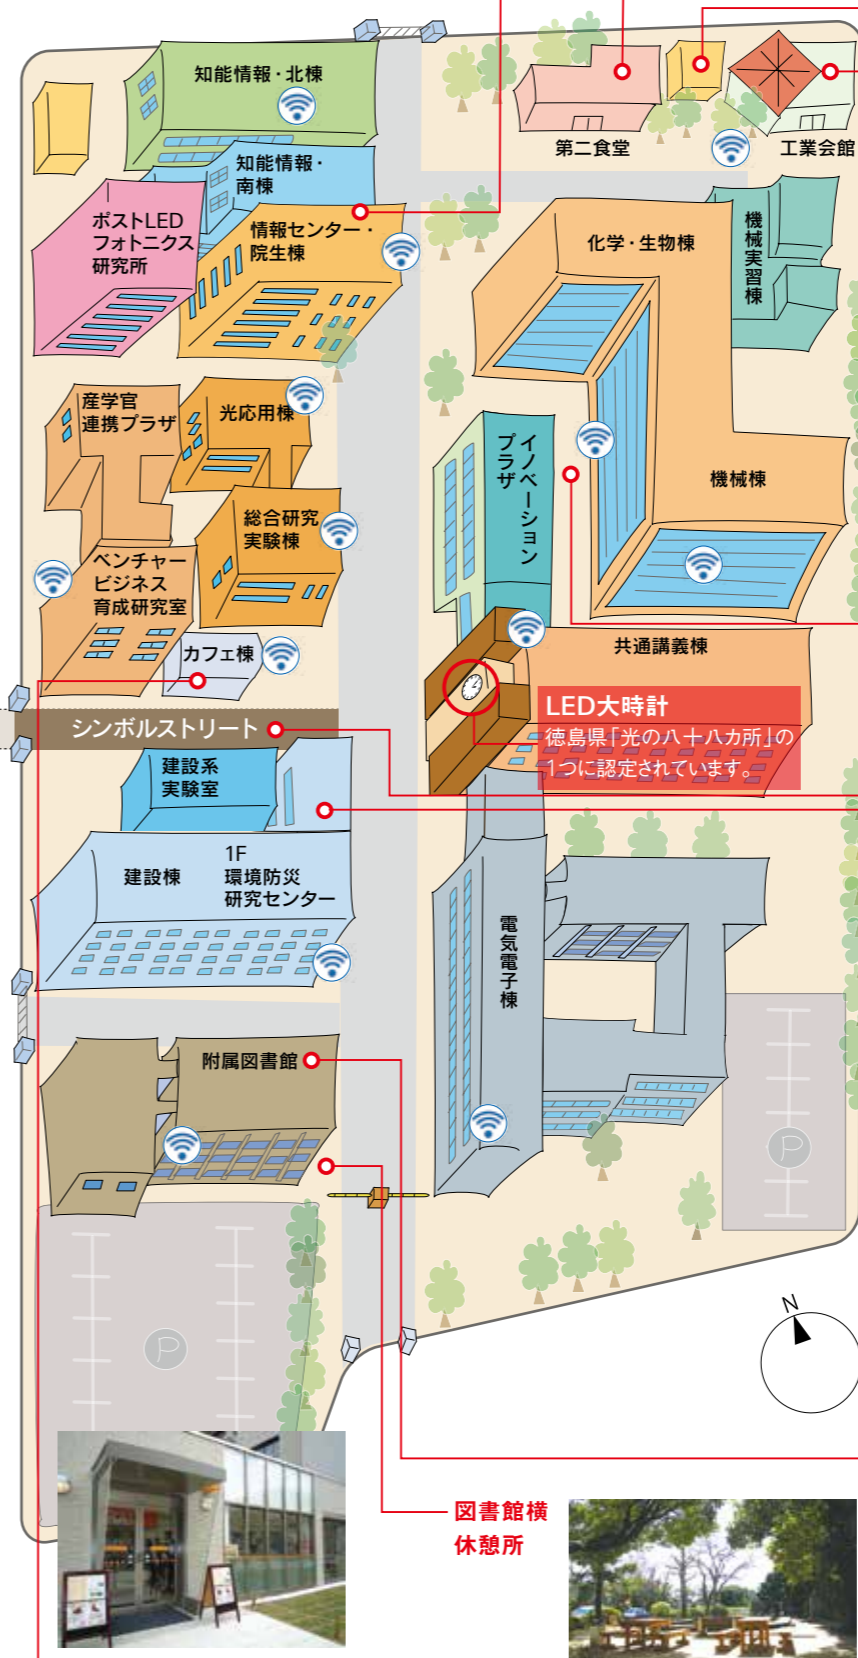 知能情報・北棟
第二食堂
工業会館
知能情報・
南棟
ポストLED
フォトニクス
研究所
情報センター・
院生棟
化学・生物棟
機械実習棟
産学官
連携プラザ
光応用棟
イノベーション
プラザ
機械棟
総合研究
実験棟
ベンチャー
ビジネス
育成研究室
カフェ棟
共通講義棟
LED大時計
徳島県「光の八十八カ所」の
1つに認定されています。
シンボルストリート
建設系
実験室
建設棟
1F
環境防災
研究センター
電気電子棟
附属図書館
P
P
N
図書館横
休憩所